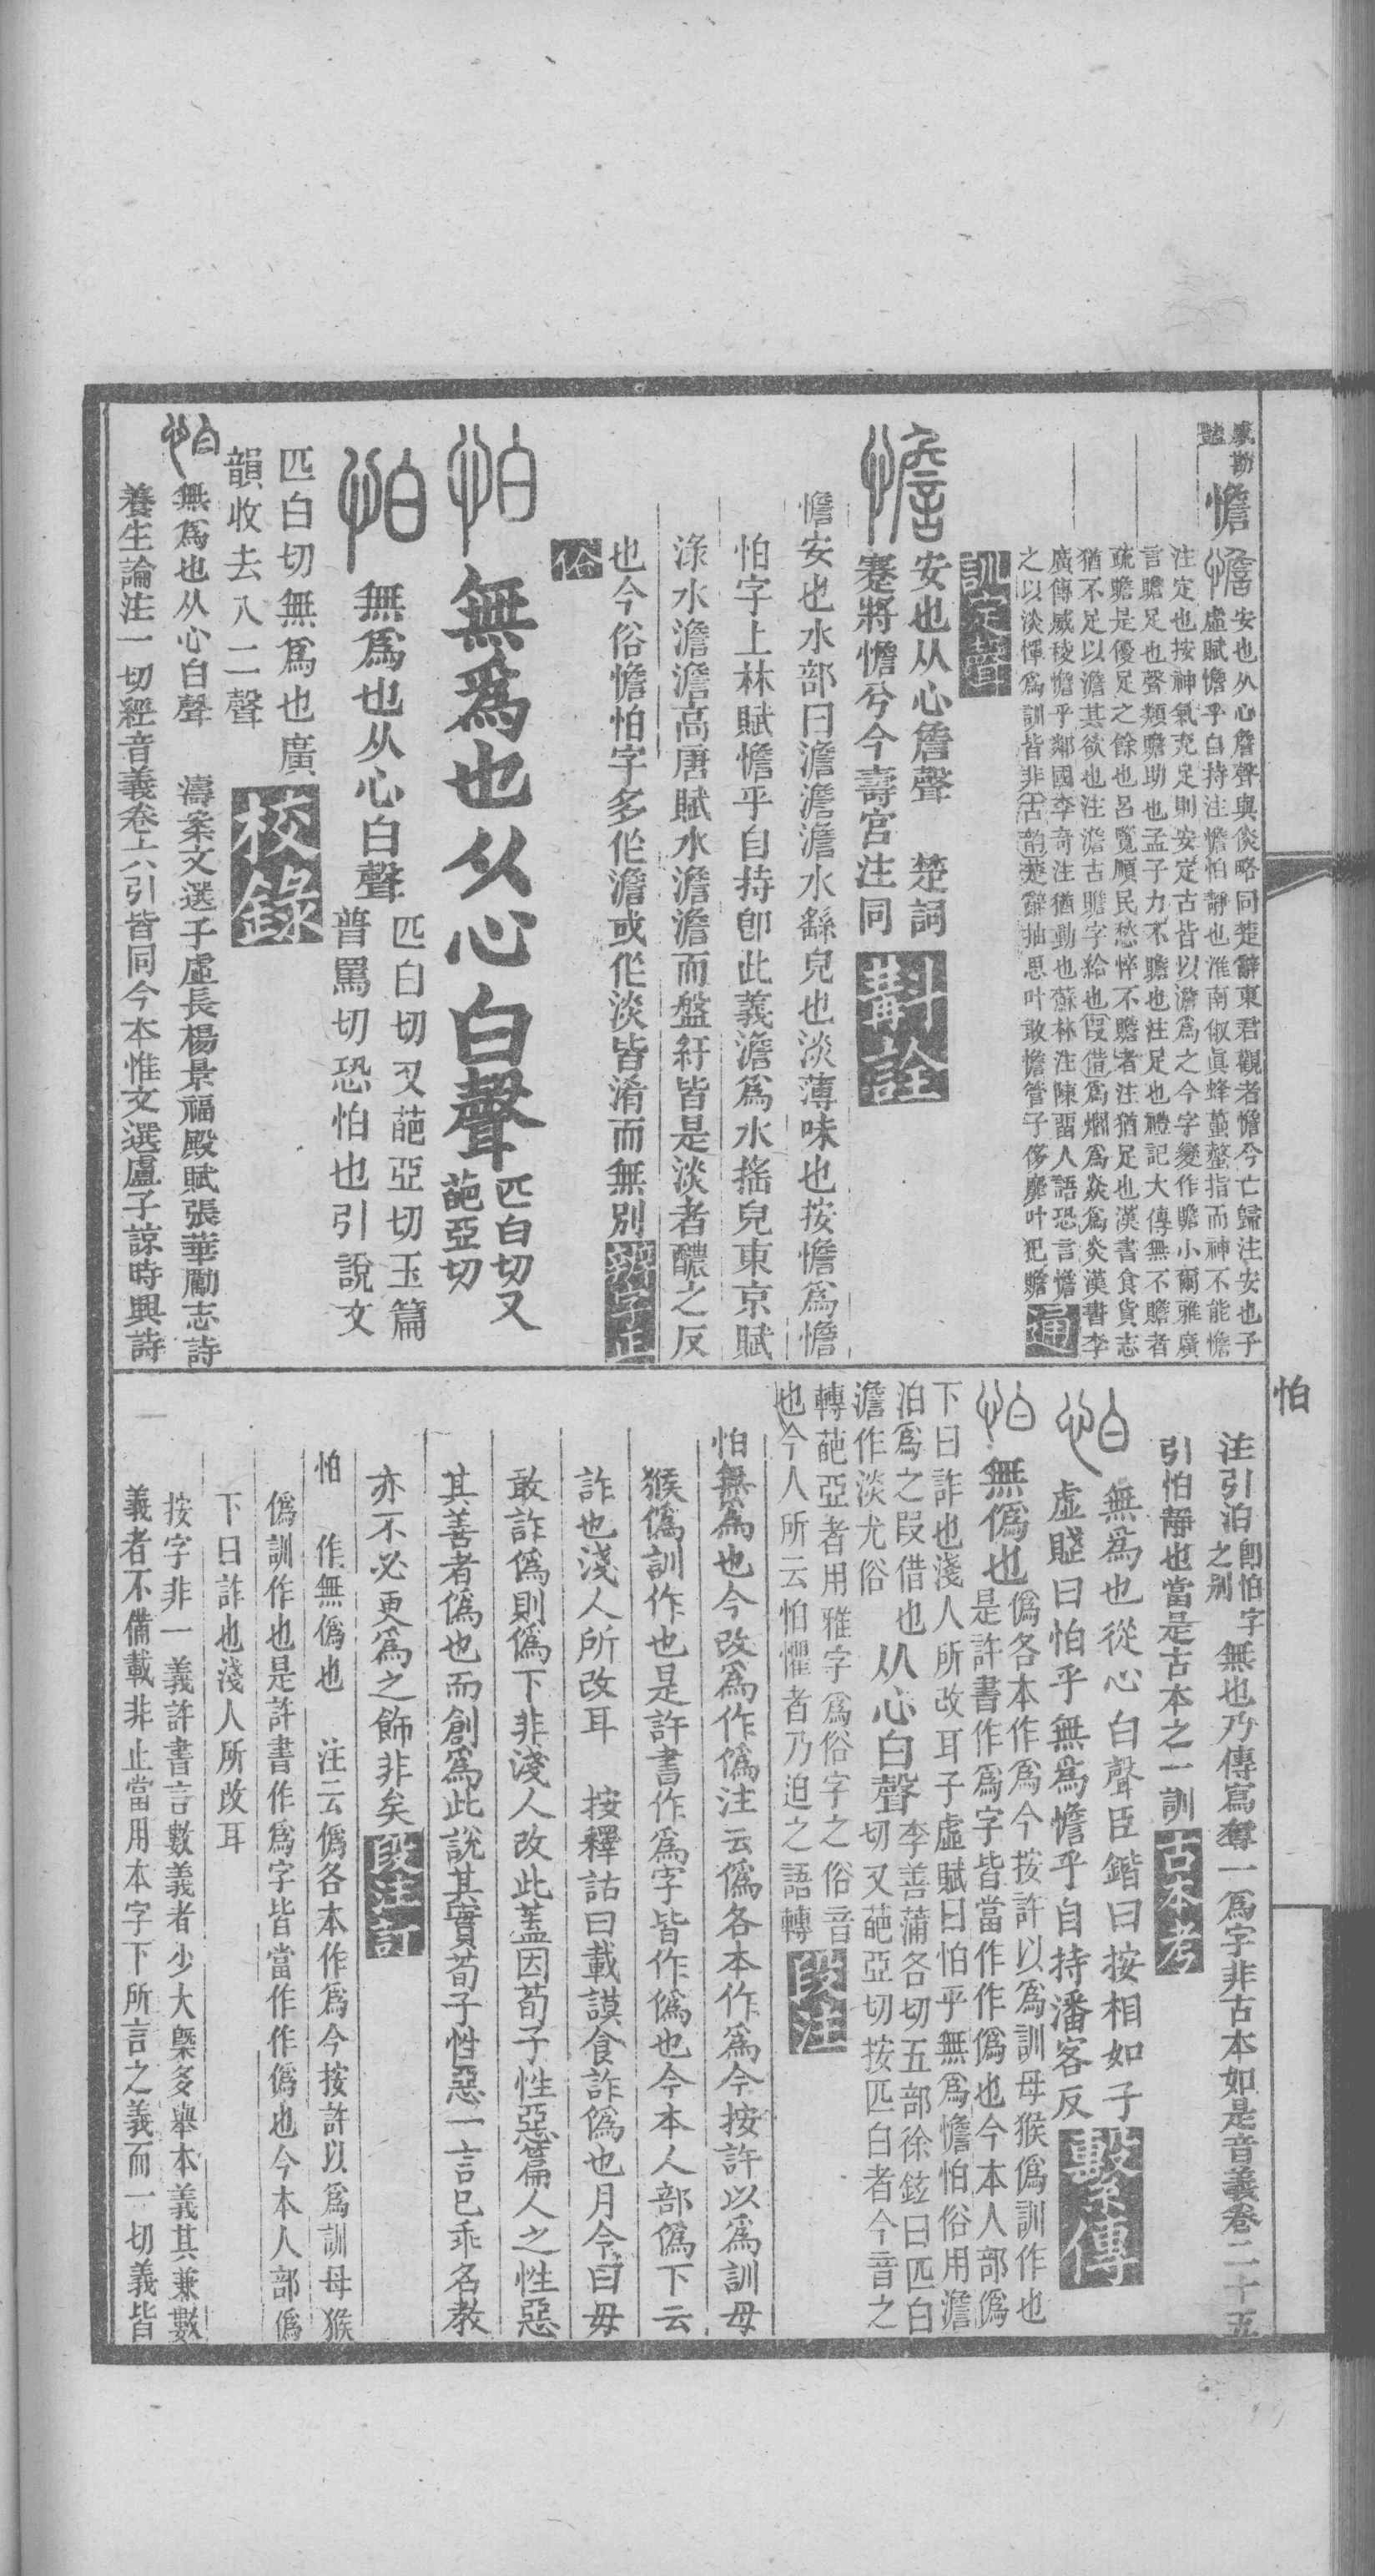 憺
安也从心詹聲與倓略同楚辭東君觀者憺今亡歸注安也子
虛賦憺乎自持注憺怕靜也淮南俶眞蜂蠆螫指而神不能憺
注定也按神氣充足則安定古皆以澹爲之今字變作贍小爾雅廣
言贍足也聲類贍助也孟子力不贍也注足也禮記大傳無不贍者
疏贍是優足之餘也呂覽順民愁悴不贍者注猶足也漢書食貨志
猶不足以澹其欲也注澹古贍字給也叚借爲爓爲焱爲炎漢書李
廣傳威稜憺乎鄰國李奇注猶動也蘇林注陳留人語恐言憺
之以淡憚爲訓皆非古韵楚辭抽思叶敢憺管子侈靡叶犯贍 通
訓定聲
安也从心詹聲 楚詞
蹇將憺兮今壽宮注同 斠詮
憺安也水部曰澹澹澹水繇皃也淡薄味也按憺爲憺
怕字上林賦憺乎自持卽此義澹爲水搖皃東京賦
淥水澹澹高唐賦水澹澹而盤紆皆是淡者醲之反
也今俗憺怕字多作澹或作淡皆淆而無別 辨字正
俗
怕 無爲也从心白聲 匹白切又
葩亞切
怕 無爲也从心白聲 匹白切又葩亞切玉篇
普罵切恐怕也引說文
匹白切無爲也廣
韻收去入二聲 校錄
怕 無爲也从心白聲 濤案文選子虛長楊景福殿賦張華勵志詩
養生論注一切經音義卷十六引皆同今本惟文選盧子諒時興詩
怕
注引泊卽怕字
之別 無也乃傳寫奪一爲字非古本如是音義卷二十五
引怕靜也當是古本之一訓 古本考
怕 無爲也從心白聲臣鍇曰按相如子
虛賦曰怕乎無爲憺乎自持潘客反 繫傳
怕 無僞也 僞各本作爲今按許以爲訓母猴僞訓作也
是許書作爲字皆當作作僞也今本人部僞
下曰詐也淺人所改耳子虛賦曰怕乎無爲憺怕俗用澹
泊爲之叚借也
澹作淡尤俗 从心白聲 李善蒲各切五部徐鉉曰匹白
切又葩亞切按匹白者今音之
轉葩亞者用雅字爲俗字之俗音
也今人所云怕懼者乃迫之語轉 段注
怕無爲也今改爲作僞注云僞各本作爲今按許以爲訓母
猴僞訓作也是許書作爲字皆作僞也今本人部僞下云
詐也淺人所改耳 按釋詁曰載謨食詐僞也月令曰毋
敢詐僞則僞下非淺人改此蓋因荀子性惡篇人之性惡
其善者僞也而創爲此說其實荀子性惡一言已乖名教
亦不必更爲之飾非矣 段注訂
怕 作無僞也 注云僞各本作爲今按許以爲訓母猴
僞訓作也是許書作爲字皆當作作僞也今本人部僞
下曰詐也淺人所改耳
按字非一義許書言數義者少大槩多舉本義其兼數
義者不備載非止當用本字下所言之義而一切義皆